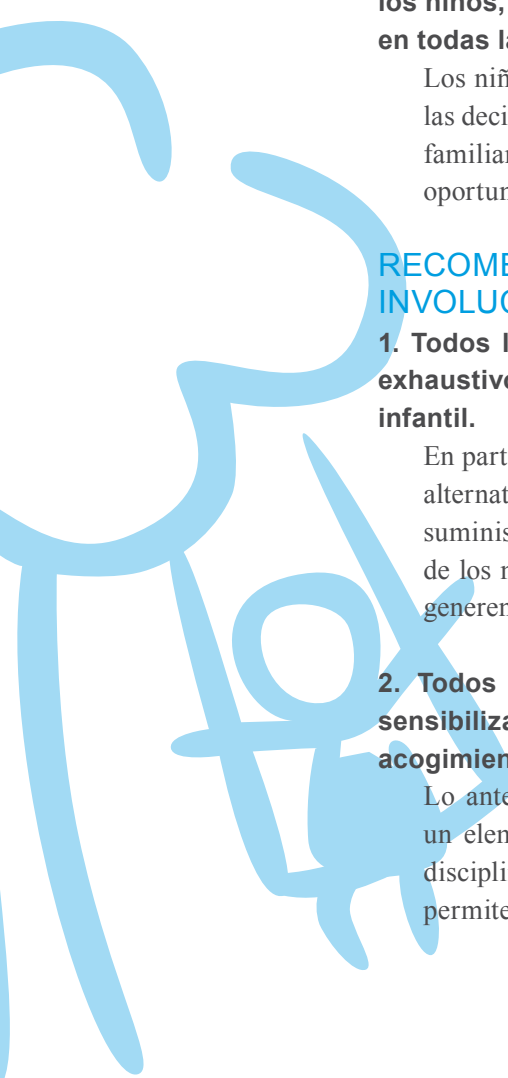 los niños,
en todas la
Los niñ
las deci
familiar
oportun
RECOME
INVOLUC
1. Todos l
exhaustivo
infantil.
En part
alternat
suminis
de los n
generen
2. Todos
sensibiliza
acogimien
Lo ante
un elem
disciplin
permite